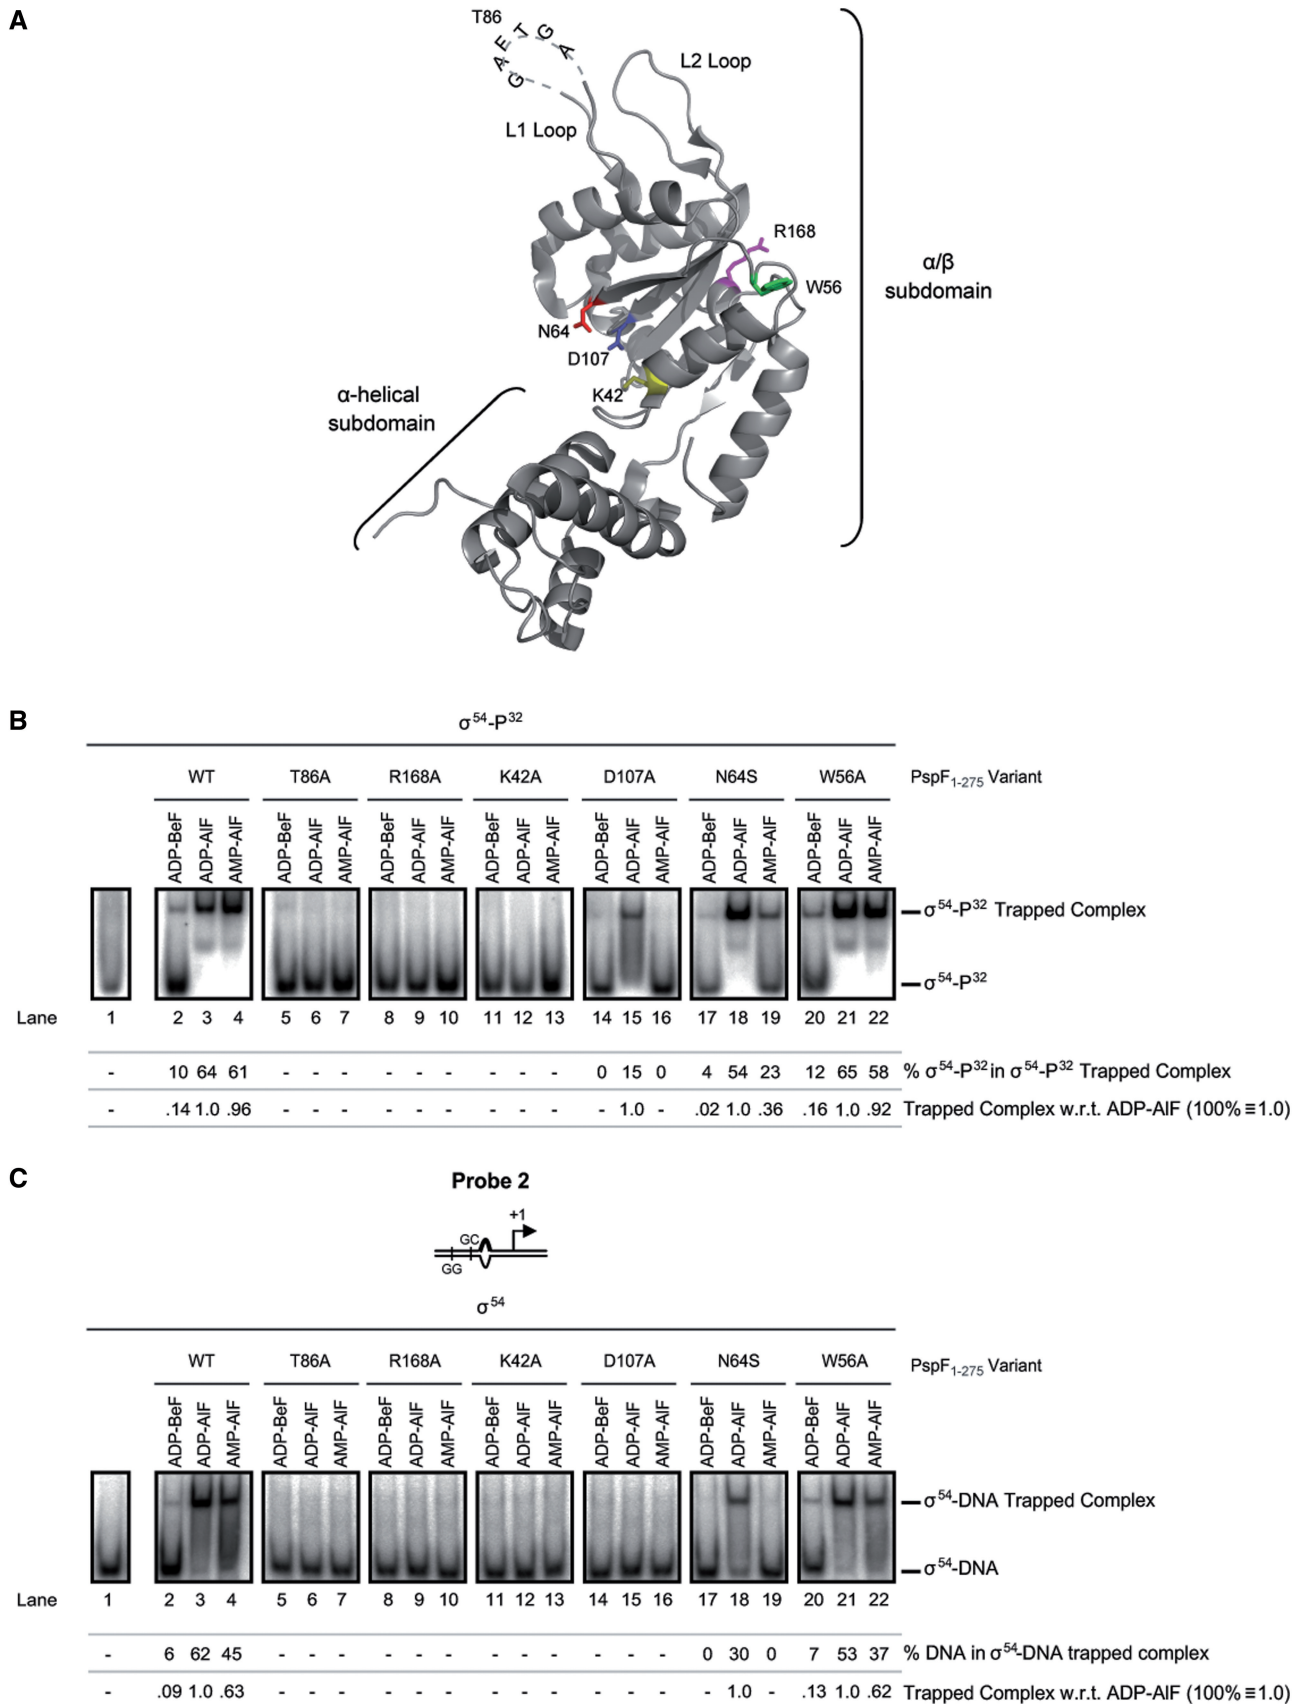 A
T86
G A E T G A
L2 Loop
L1 Loop
R168
W56
α/β
subdomain
N64
D107
K42
α-helical
subdomain
B
σ54-P32
WT T86A R168A K42A D107A N64S W56A PspF1-275 Variant
ADP-BeF ADP-AlF AMP-AlF ADP-BeF ADP-AlF AMP-AlF ADP-BeF ADP-AlF AMP-AlF ADP-BeF ADP-AlF AMP-AlF ADP-BeF ADP-AlF AMP-AlF ADP-BeF ADP-AlF AMP-AlF ADP-BeF ADP-AlF AMP-AlF
σ54-P32 Trapped Complex
σ54-P32
Lane 1 2 3 4 5 6 7 8 9 10 11 12 13 14 15 16 17 18 19 20 21 22
- 10 64 61 - - - - - - - - - 0 15 0 4 54 23 12 65 58 % σ54-P32 in σ54-P32 Trapped Complex
- .14 1.0 .96 - - - - - - - - - - 1.0 - .02 1.0 .36 .16 1.0 .92 Trapped Complex w.r.t. ADP-AlF (100% ≡ 1.0)
C
Probe 2
+1
GC
GG
σ54
WT T86A R168A K42A D107A N64S W56A PspF1-275 Variant
ADP-BeF ADP-AlF AMP-AlF ADP-BeF ADP-AlF AMP-AlF ADP-BeF ADP-AlF AMP-AlF ADP-BeF ADP-AlF AMP-AlF ADP-BeF ADP-AlF AMP-AlF ADP-BeF ADP-AlF AMP-AlF ADP-BeF ADP-AlF AMP-AlF
σ54-DNA Trapped Complex
σ54-DNA
Lane 1 2 3 4 5 6 7 8 9 10 11 12 13 14 15 16 17 18 19 20 21 22
- 6 62 45 - - - - - - - - - - - - 0 30 0 7 53 37 % DNA in σ54-DNA trapped complex
- .09 1.0 .63 - - - - - - - - - - - - - 1.0 - .13 1.0 .62 Trapped Complex w.r.t. ADP-AlF (100% ≡ 1.0)